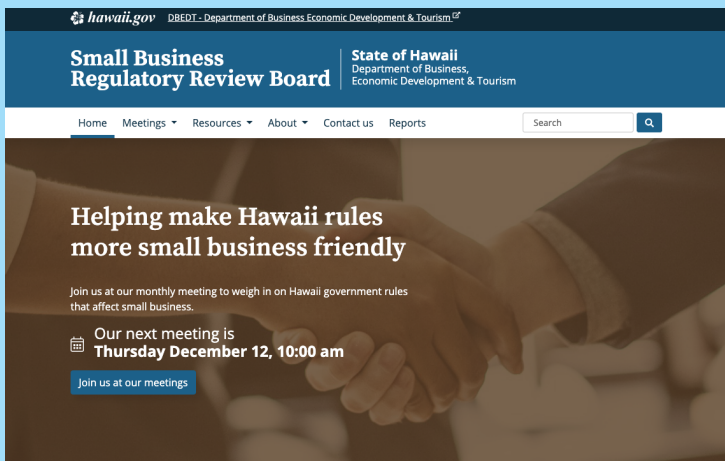 hawaii.gov DBEDT - Department of Business Economic Development & Tourism
Small Business
Regulatory Review Board
State of Hawaii
Department of Business,
Economic Development & Tourism
Home Meetings Resources About Contact us Reports Search
Helping make Hawaii rules
more small business friendly
Join us at our monthly meeting to weigh in on Hawaii government rules
that affect small business.
Our next meeting is
Thursday December 12, 10:00 am
Join us at our meetings